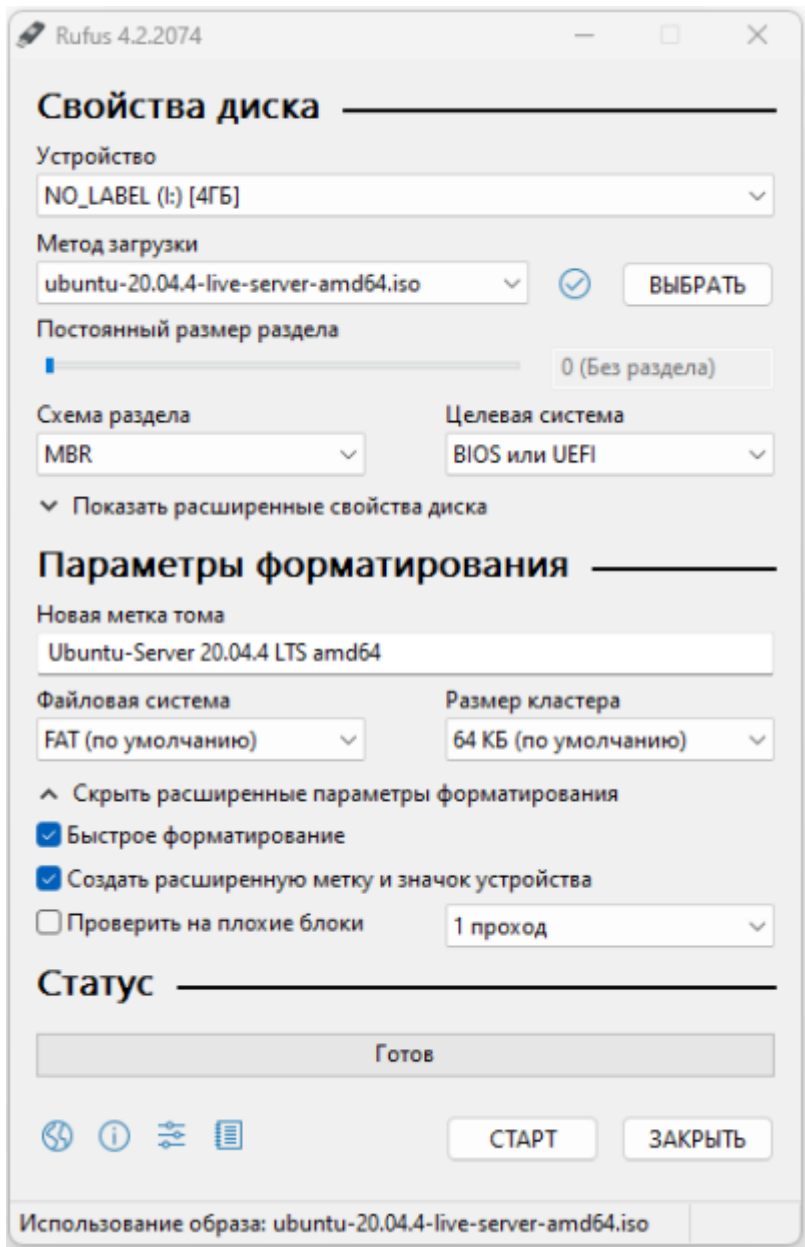 Rufus 4.2.2074
Свойства диска
Устройство
NO_LABEL (I:) [4ГБ]
Метод загрузки
ubuntu-20.04.4-live-server-amd64.iso ВЫБРАТЬ
Постоянный размер раздела
0 (Без раздела)
Схема раздела Целевая система
MBR BIOS или UEFI
Показать расширенные свойства диска
Параметры форматирования
Новая метка тома
Ubuntu-Server 20.04.4 LTS amd64
Файловая система Размер кластера
FAT (по умолчанию) 64 КБ (по умолчанию)
Скрыть расширенные параметры форматирования
Быстрое форматирование
Создать расширенную метку и значок устройства
Проверить на плохие блоки 1 проход
Статус
Готов
СТАРТ ЗАКРЫТЬ
Использование образа: ubuntu-20.04.4-live-server-amd64.iso